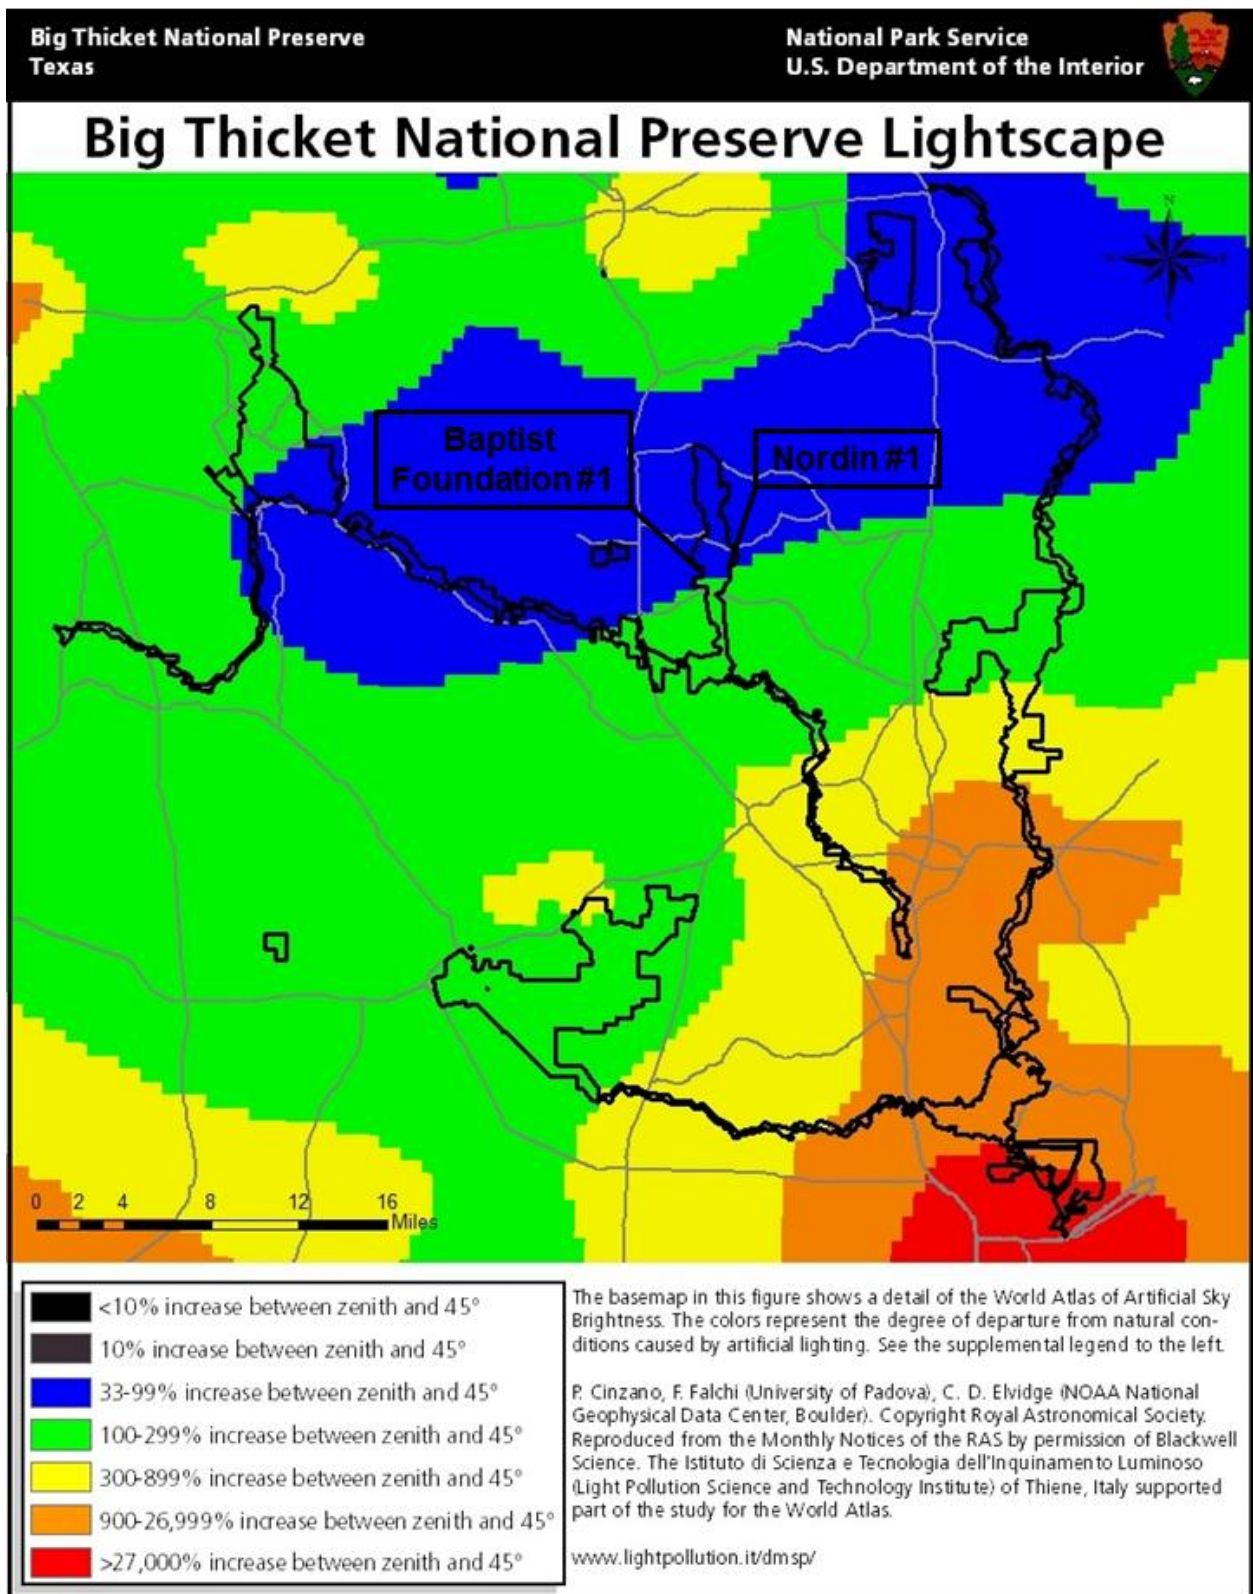 Big Thicket National Preserve
Texas
National Park Service
U.S. Department of the Interior
Big Thicket National Preserve Lightscape
N
Baptist
Foundation #1
Nordin #1
0 2 4 8 12 16
Miles
<10% increase between zenith and 45°
10% increase between zenith and 45°
33-99% increase between zenith and 45°
100-299% increase between zenith and 45°
300-899% increase between zenith and 45°
900-26,999% increase between zenith and 45°
>27,000% increase between zenith and 45°
The basemap in this figure shows a detail of the World Atlas of Artificial Sky
Brightness. The colors represent the degree of departure from natural con-
ditions caused by artificial lighting. See the supplemental legend to the left.
P. Cinzano, F. Falchi (University of Padova), C. D. Elvidge (NOAA National
Geophysical Data Center, Boulder). Copyright Royal Astronomical Society.
Reproduced from the Monthly Notices of the RAS by permission of Blackwell
Science. The Istituto di Scienza e Tecnologia dell'Inquinamento Luminoso
(Light Pollution Science and Technology Institute) of Thiene, Italy supported
part of the study for the World Atlas.
www.lightpollution.it/dmsp/